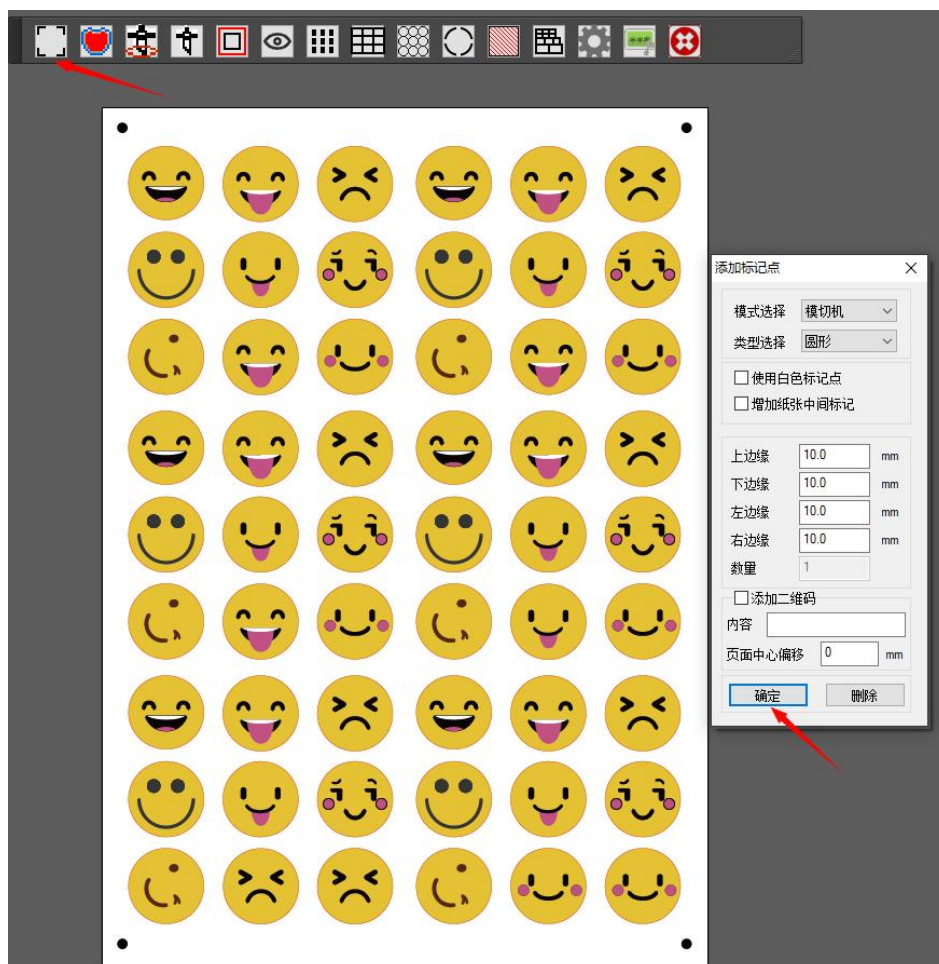 ***
添加标记点
模式选择 模切机
类型选择 圆形
使用白色标记点
增加纸张中间标记
上边缘 10.0 mm
下边缘 10.0 mm
左边缘 10.0 mm
右边缘 10.0 mm
数量 1
添加二维码
内容
页面中心偏移 0 mm
确定 删除